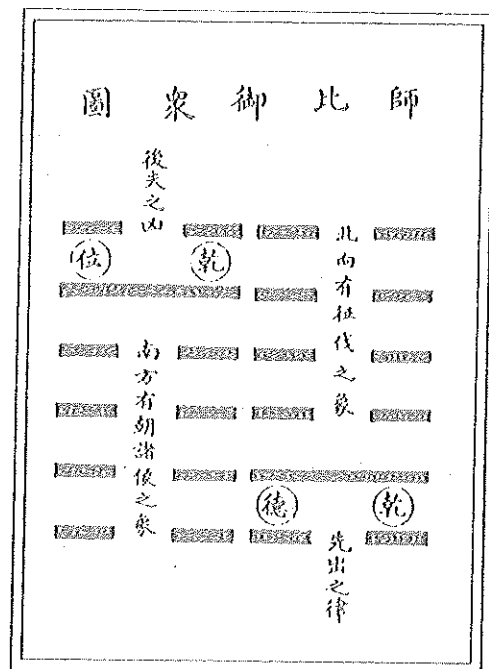 師比御衆圖
北向有征伐之象
乾德
先出之律
後夫之凶
乾位
南方有朝諸侯之象